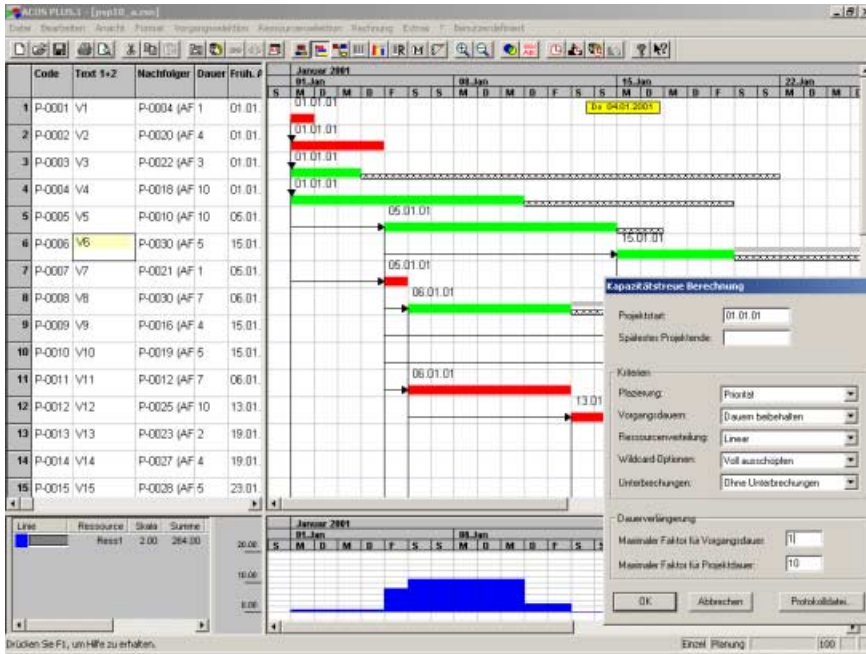 ACOS PLUS.1 - [psp10_a.mn]
Datei Bearbeiten Ansicht Format Vorgangsselektion Ressourcenselektion Rechnung Extras ? Benutzerdefiniert
Code Text 1+2 Nachfolger Dauer Früh. A
1 P-0001 V1 P-0004 (AF 1 01.01.
2 P-0002 V2 P-0020 (AF 4 01.01.
3 P-0003 V3 P-0022 (AF 3 01.01.
4 P-0004 V4 P-0018 (AF 10 01.01.
5 P-0005 V5 P-0010 (AF 10 05.01.
6 P-0006 V6 P-0030 (AF 5 15.01.
7 P-0007 V7 P-0021 (AF 1 05.01.
8 P-0008 V8 P-0030 (AF 7 06.01.
9 P-0009 V9 P-0016 (AF 4 15.01.
10 P-0010 V10 P-0019 (AF 5 15.01.
11 P-0011 V11 P-0012 (AF 7 06.01.
12 P-0012 V12 P-0025 (AF 10 13.01.
13 P-0013 V13 P-0023 (AF 2 19.01.
14 P-0014 V14 P-0027 (AF 4 19.01.
15 P-0015 V15 P-0028 (AF 5 23.01.
Januar 2001
01.Jan 08.Jan 15.Jan 22.Jan
S M D M D F S S M D M D F S S M D M D F S S M D M
01.01.01
Do 04.01.2001
01.01.01
01.01.01
01.01.01
05.01.01
15.01.01
05.01.01
06.01.01
06.01.01
13.01
Kapazitätstreue Berechnung
Projektstart: 01.01.01
Spätestes Projektende:
Kriterien
Plazierung: Priorität
Vorgangsdauern: Dauern beibehalten
Ressourcenverteilung: Linear
Wildcard Optionen: Voll ausschöpfen
Unterbrechungen: Ohne Unterbrechungen
Dauerverlängerung
Maximaler Faktor für Vorgangsdauer: 1
Maximaler Faktor für Projektdauer: 10
OK Abbrechen Protokolldatei..
Linie Ressource Skala Summe
Ress1 2.00 264.00
20.00
10.00
0.00
Januar 2001
01.Jan 08.Jan
S M D M D F S S M D M D F S S
Drücken Sie F1, um Hilfe zu erhalten.
Einzel Planung 100